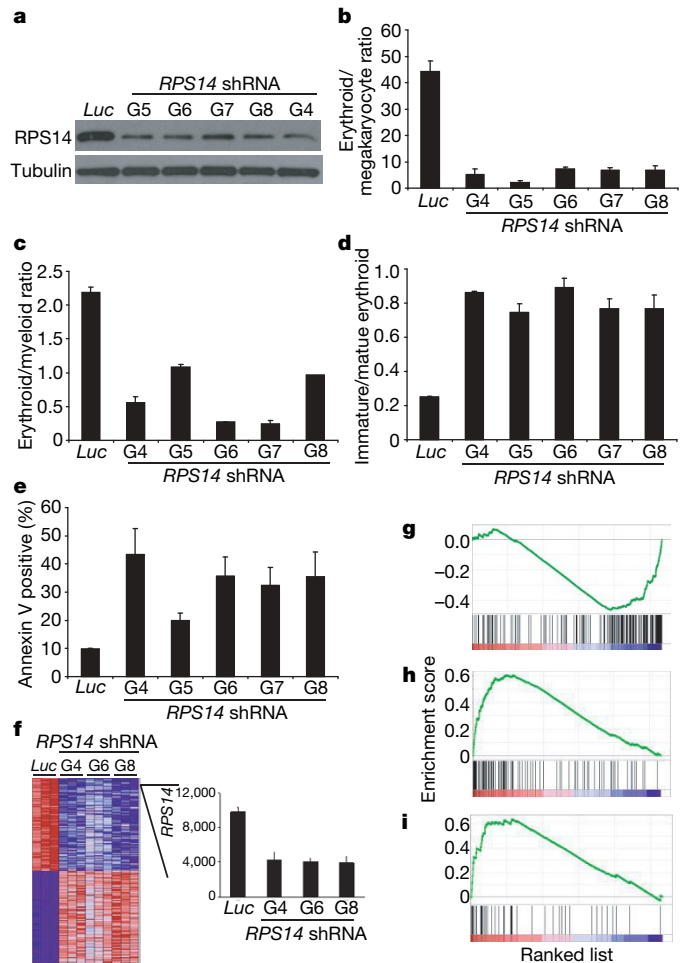 a
RPS14 shRNA
Luc G5 G6 G7 G8 G4
RPS14
Tubulin
b
Erythroid/
megakaryocyte ratio
60
50
40
30
20
10
0
Luc G4 G5 G6 G7 G8
RPS14 shRNA
c
Erythroid/myeloid ratio
2.5
2.0
1.5
1.0
0.5
0
Luc G4 G5 G6 G7 G8
RPS14 shRNA
d
Immature/matue erythroid
1.0
0.8
0.6
0.4
0.2
0
Luc G4 G5 G6 G7 G8
RPS14 shRNA
e
Annexin V positive (%)
60
50
40
30
20
10
0
Luc G4 G5 G6 G7 G8
RPS14 shRNA
f
RPS14 shRNA
Luc G4 G6 G8
RPS14
12,000
8,000
4,000
0
Luc G4 G6 G8
RPS14 shRNA
g
0.0
−0.2
−0.4
h
Enrichment score
0.6
0.4
0.2
0
i
0.6
0.4
0.2
0
Ranked list